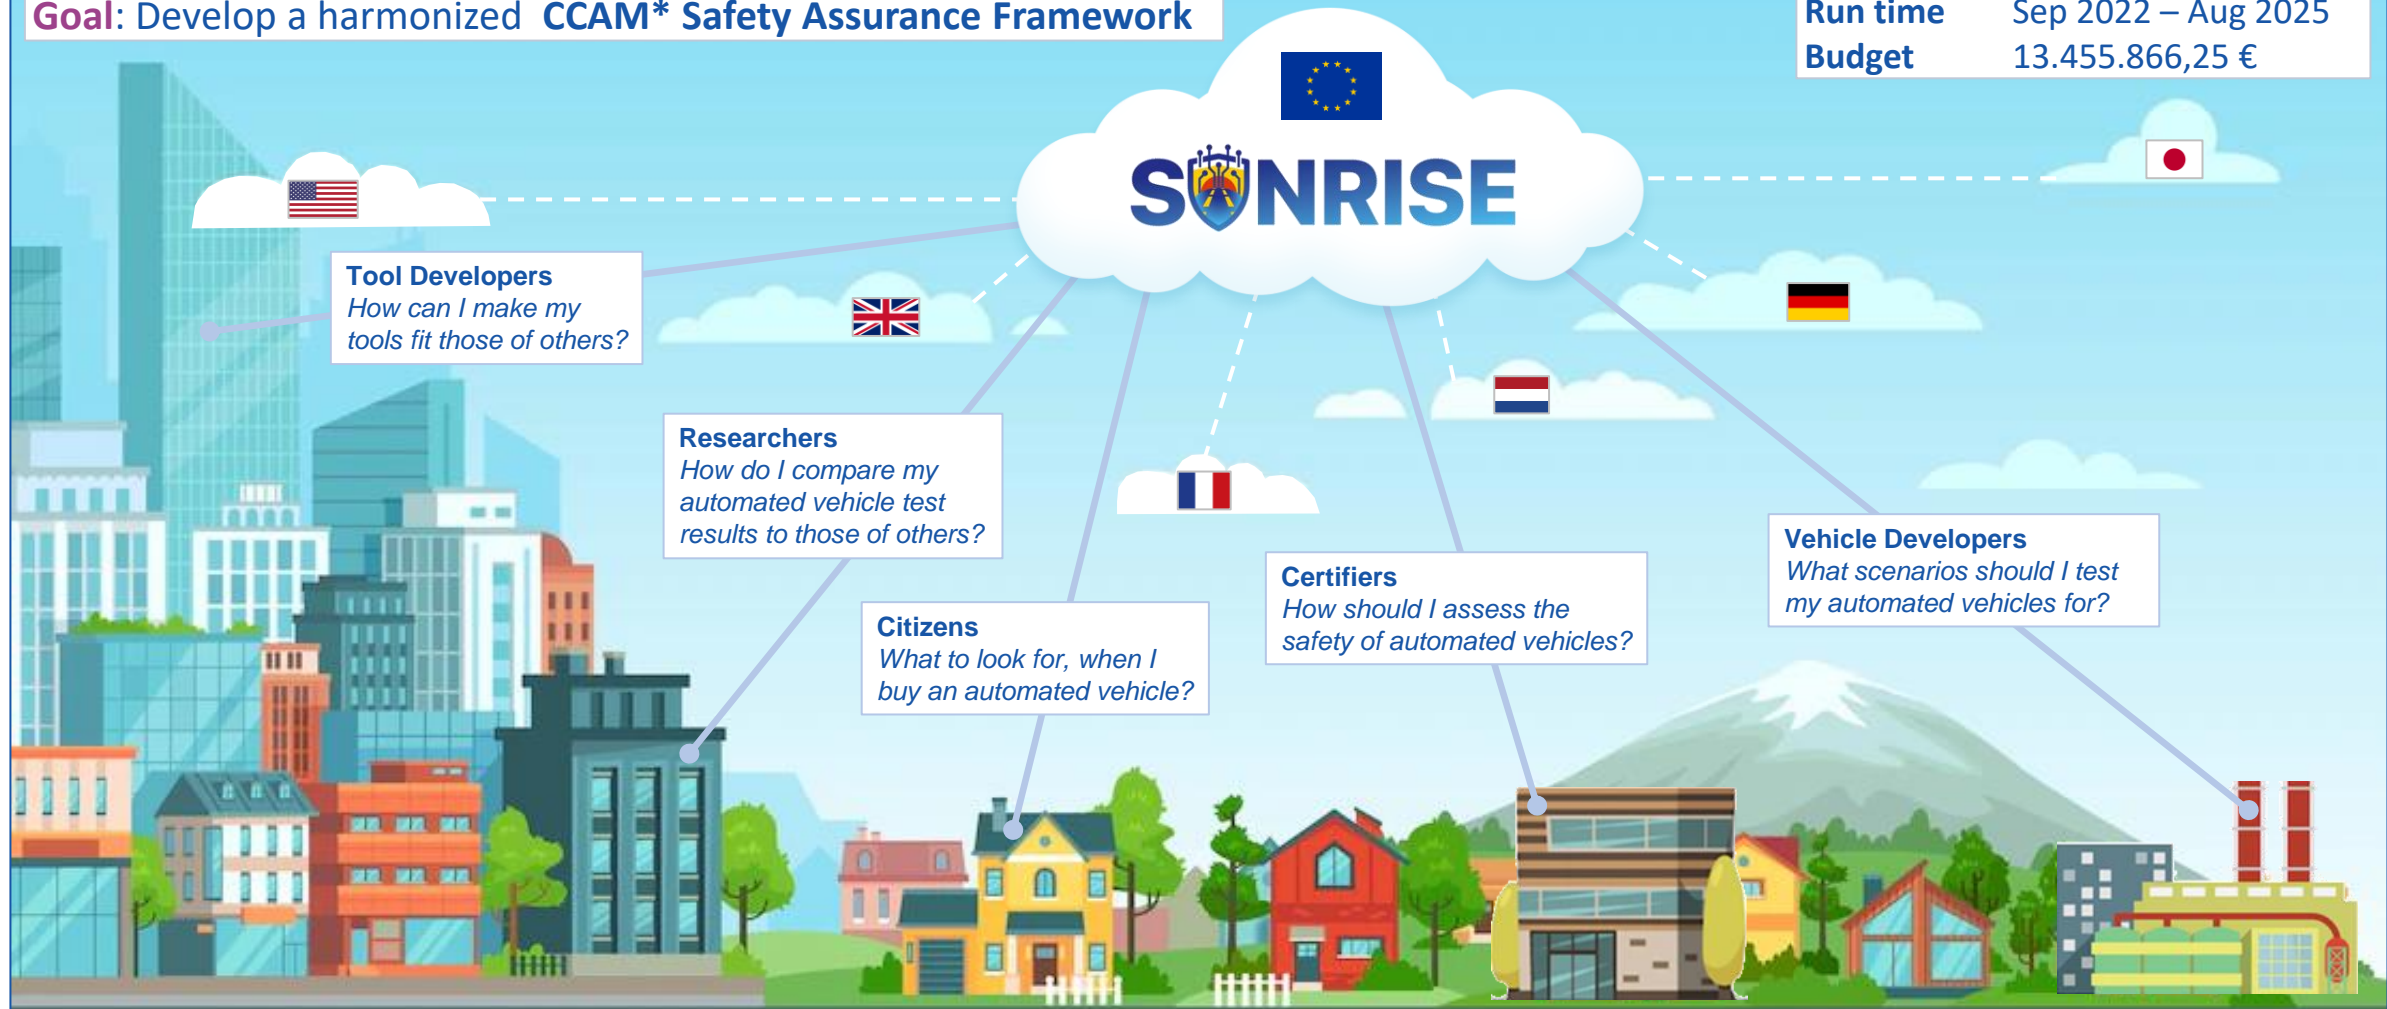 Goal: Develop a harmonized CCAM* Safety Assurance Framework
Run time Sep 2022 – Aug 2025
Budget 13.455.866,25 €
SUNRISE
Tool Developers
How can I make my
tools fit those of others?
Researchers
How do I compare my
automated vehicle test
results to those of others?
Citizens
What to look for, when I
buy an automated vehicle?
Certifiers
How should I assess the
safety of automated vehicles?
Vehicle Developers
What scenarios should I test
my automated vehicles for?